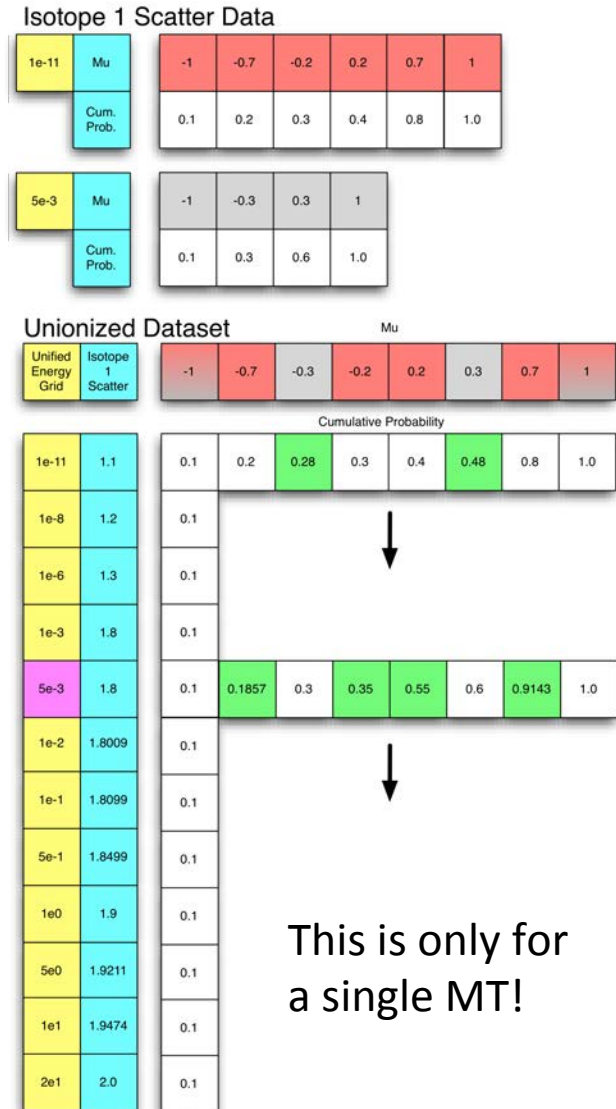 Isotope 1 Scatter Data
1e-11 Mu -1 -0.7 -0.2 0.2 0.7 1
Cum. Prob. 0.1 0.2 0.3 0.4 0.8 1.0
5e-3 Mu -1 -0.3 0.3 1
Cum. Prob. 0.1 0.3 0.6 1.0
Unionized Dataset
Mu
Unified Energy Grid Isotope 1 Scatter -1 -0.7 -0.3 -0.2 0.2 0.3 0.7 1
Cumulative Probability
1e-11 1.1 0.1 0.2 0.28 0.3 0.4 0.48 0.8 1.0
1e-8 1.2 0.1
1e-6 1.3 0.1
1e-3 1.8 0.1
5e-3 1.8 0.1 0.1857 0.3 0.35 0.55 0.6 0.9143 1.0
1e-2 1.8009 0.1
1e-1 1.8099 0.1
5e-1 1.8499 0.1
1e0 1.9 0.1
5e0 1.9211 0.1
1e1 1.9474 0.1
2e1 2.0 0.1
This is only for
a single MT!